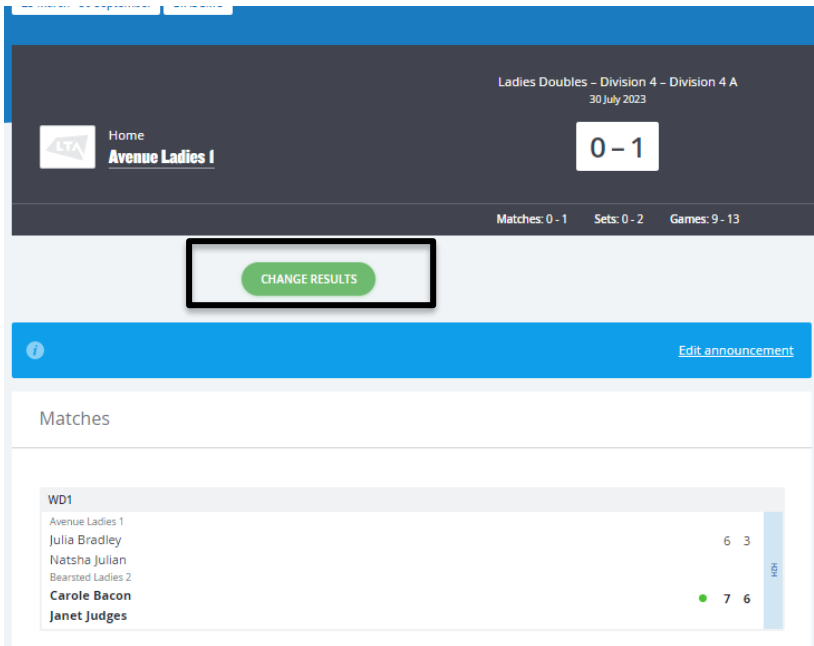 Ladies Doubles – Division 4 – Division 4 A
30 July 2023
LTA
Home
Avenue Ladies 1
0 – 1
Matches: 0 - 1 Sets: 0 - 2 Games: 9 - 13
CHANGE RESULTS
i
Edit announcement
Matches
WD1
Avenue Ladies 1
Julia Bradley
6 3
Natsha Julian
H2H
Bearsted Ladies 2
Carole Bacon
7 6
Janet Judges